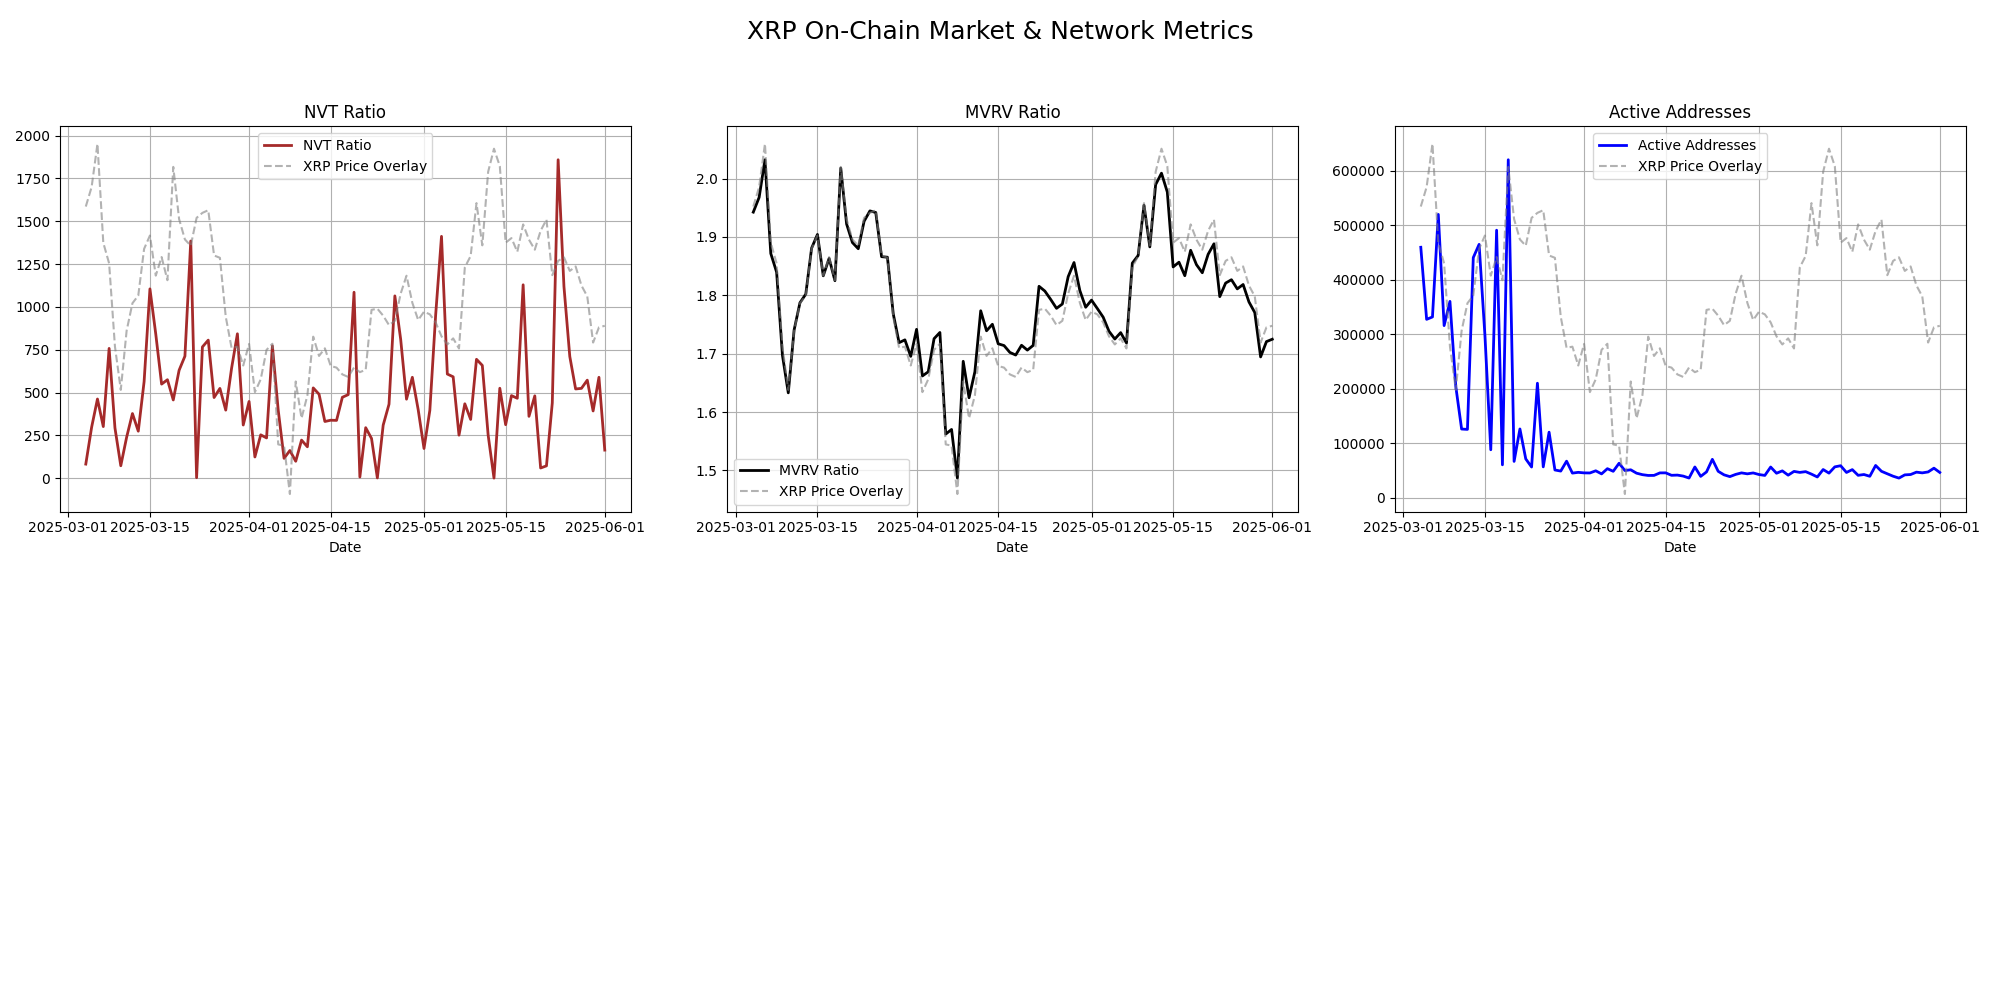 XRP On-Chain Market & Network Metrics
NVT Ratio
2000
1750
1500
1250
1000
750
500
250
0
NVT Ratio
XRP Price Overlay
2025-03-01 2025-03-15 2025-04-01 2025-04-15 2025-05-01 2025-05-15 2025-06-01
Date
MVRV Ratio
2.0
1.9
1.8
1.7
1.6
1.5
MVRV Ratio
XRP Price Overlay
2025-03-01 2025-03-15 2025-04-01 2025-04-15 2025-05-01 2025-05-15 2025-06-01
Date
Active Addresses
600000
500000
400000
300000
200000
100000
0
Active Addresses
XRP Price Overlay
2025-03-01 2025-03-15 2025-04-01 2025-04-15 2025-05-01 2025-05-15 2025-06-01
Date